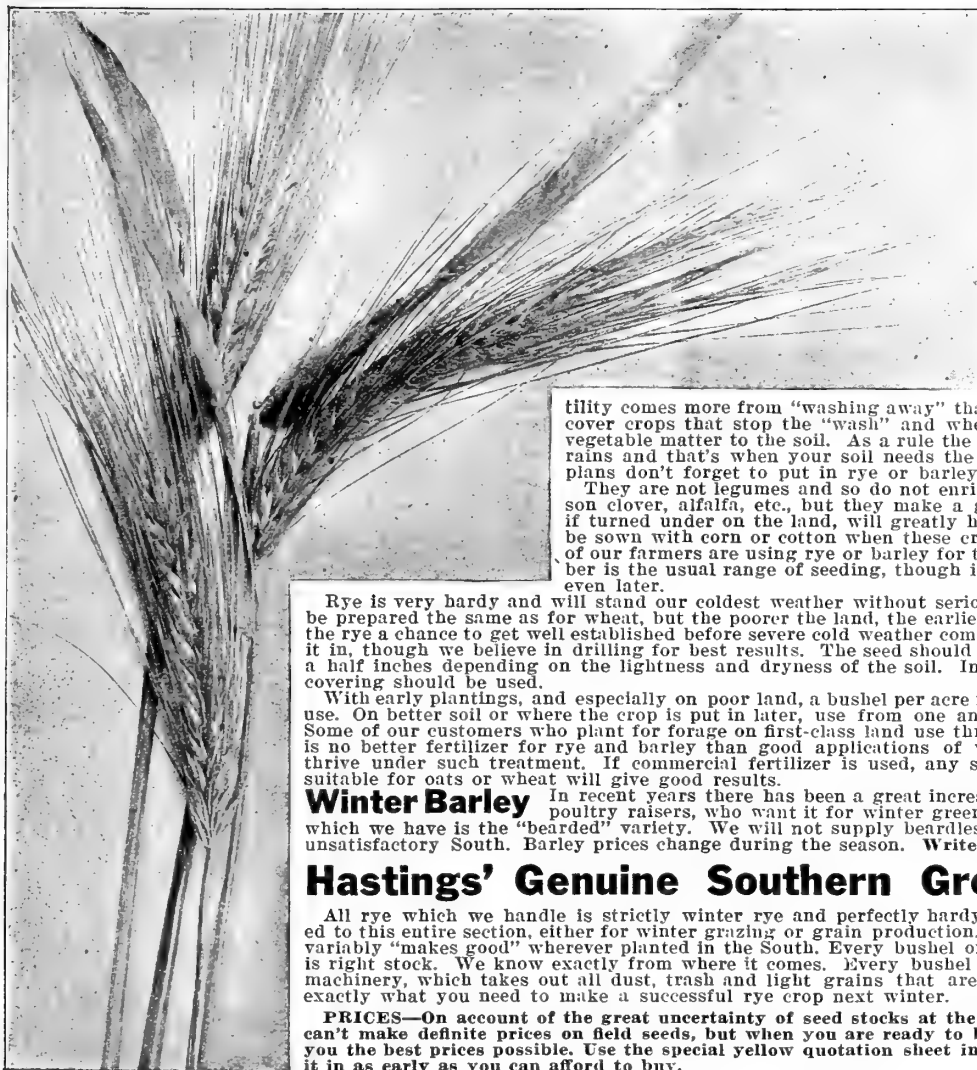 tility comes more from "washing away"
cover crops that stop the "wash" and
vegetable matter to the soil. As a rule the
rains and that's when your soil needs the
plans don't forget to put in rye or barley
They are not legumes and so do not
son clover, alfalfa, etc., but they make a
if turned under on the land, will greatly
be sown with corn or cotton when these
of our farmers are using rye or barley for
ber is the usual range of seeding, though
even later.
Rye is very hardy and will stand our coldest weather without
be prepared the same as for wheat, but the poorer the land, the
the rye a chance to get well established before severe cold weather
it in, though we believe in drilling for best results. The seed should
a half inches depending on the lightness and dryness of the soil. In
covering should be used.
With early plantings, and especially on poor land, a bushel per acre
use. On better soil or where the crop is put in later, use from one
Some of our customers who plant for forage on first-class land use
is no better fertilizer for rye and barley than good applications of
thrive under such treatment. If commercial fertilizer is used, any
suitable for oats or wheat will give good results.
Winter Barley In recent years there has been a great
poultry raisers, who want it for winter
which we have is the "bearded" variety. We will not supply
unsatisfactory South. Barley prices change during the season. Write
Hastings' Genuine Southern
All rye which we handle is strictly winter rye and perfectly hardy
ed to this entire section, either for winter grazing or grain production.
variably "makes good" wherever planted in the South. Every bushel
is right stock. We know exactly from where it comes. Every bushel
machinery, which takes out all dust, trash and light grains that are
exactly what you need to make a successful rye crop next winter.
PRICES—On account of the great uncertainty of seed stocks at the
can't make definite prices on field seeds, but when you are ready to
you the best prices possible. Use the special yellow quotation sheet
it in as early as you can afford to buy.